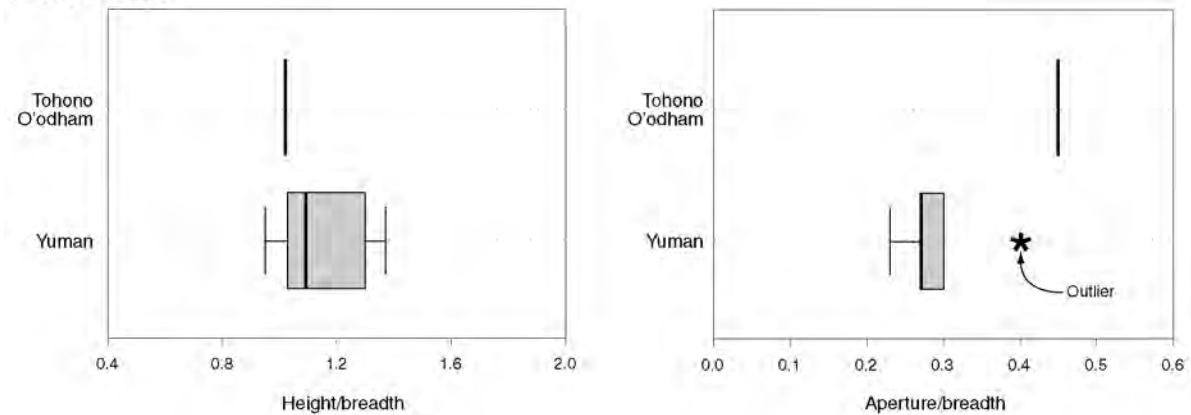 Tohono
O'odham
Yuman
0.4 0.8 1.2 1.6 2.0
Height/breadth
Tohono
O'odham
Yuman
Outlier
0.0 0.1 0.2 0.3 0.4 0.5 0.6
Aperture/breadth